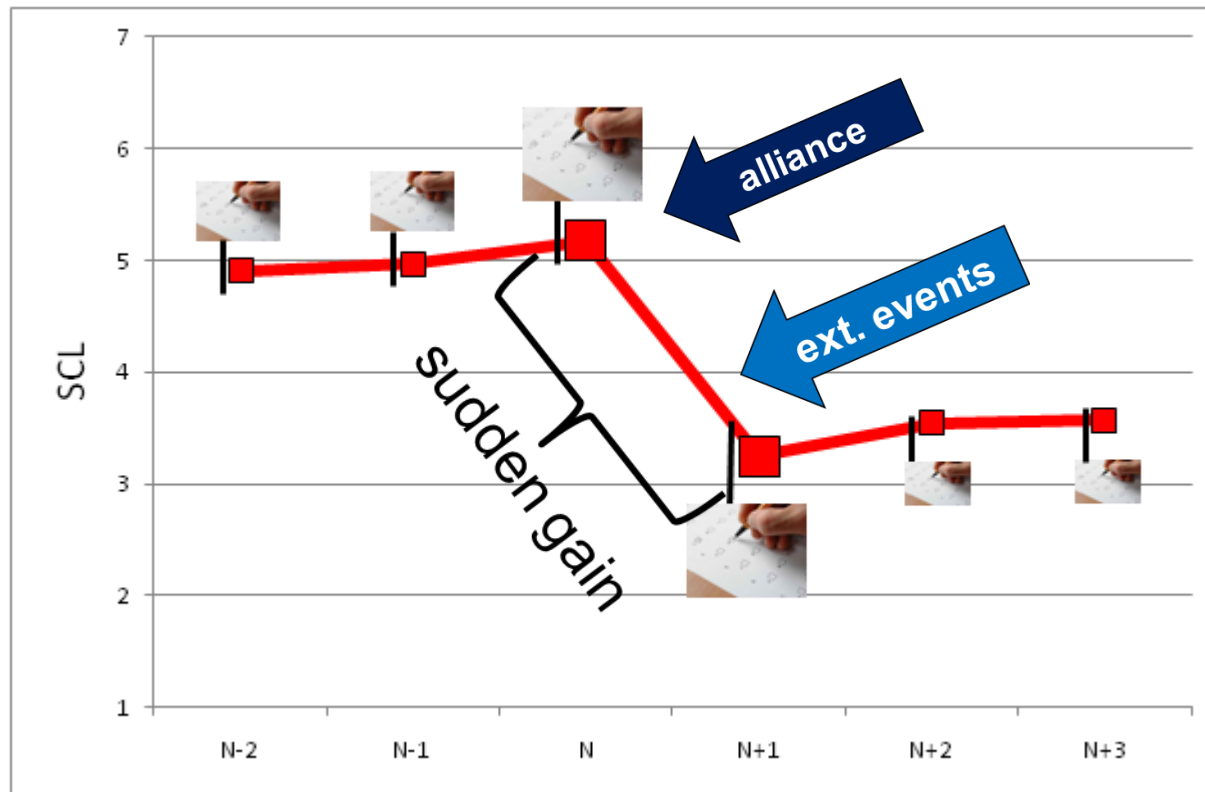 7
6
5
4
3
2
1
SCL
alliance
ext. events
sudden gain
N-2
N-1
N
N+1
N+2
N+3